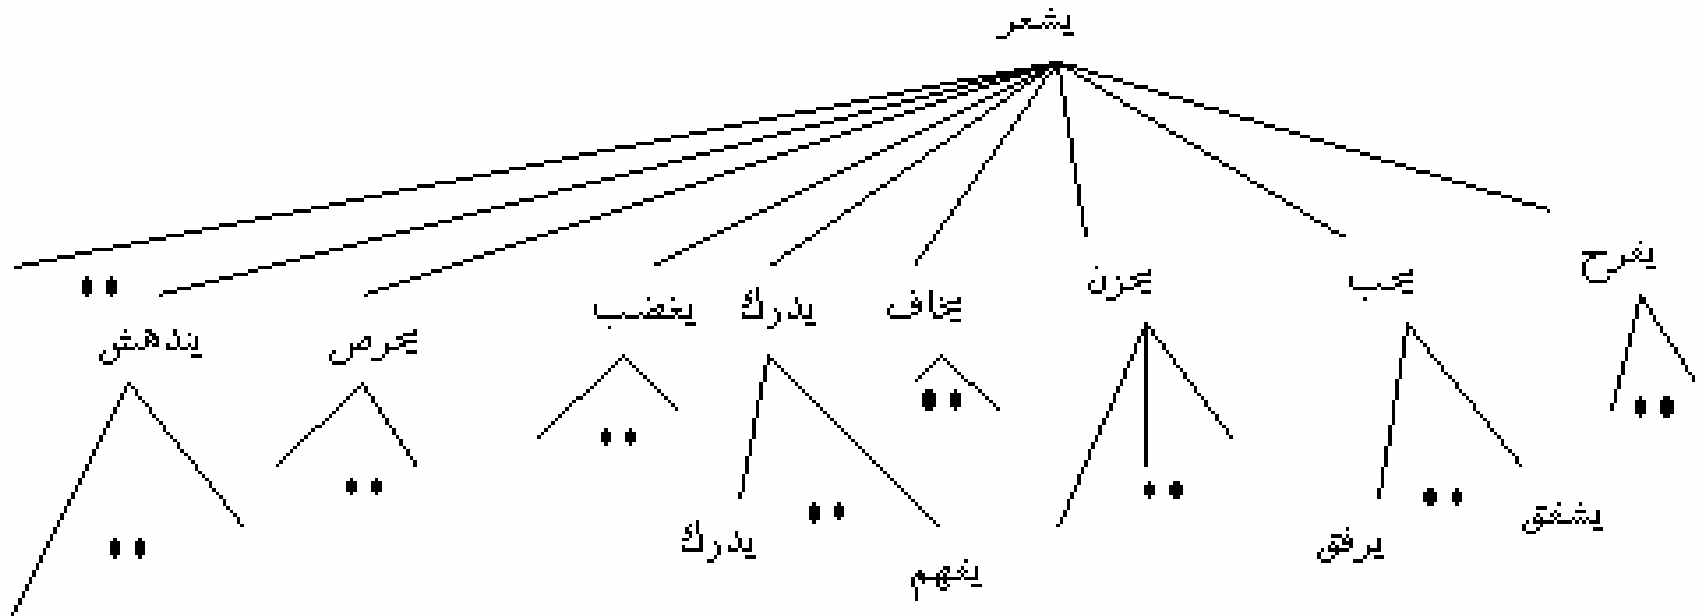 يشعر
يفرح
يحب
يحزن
يخاف
يدرك
يغضب
يحرص
يندهش
يشفق
يرفق
يفهم
يدرك